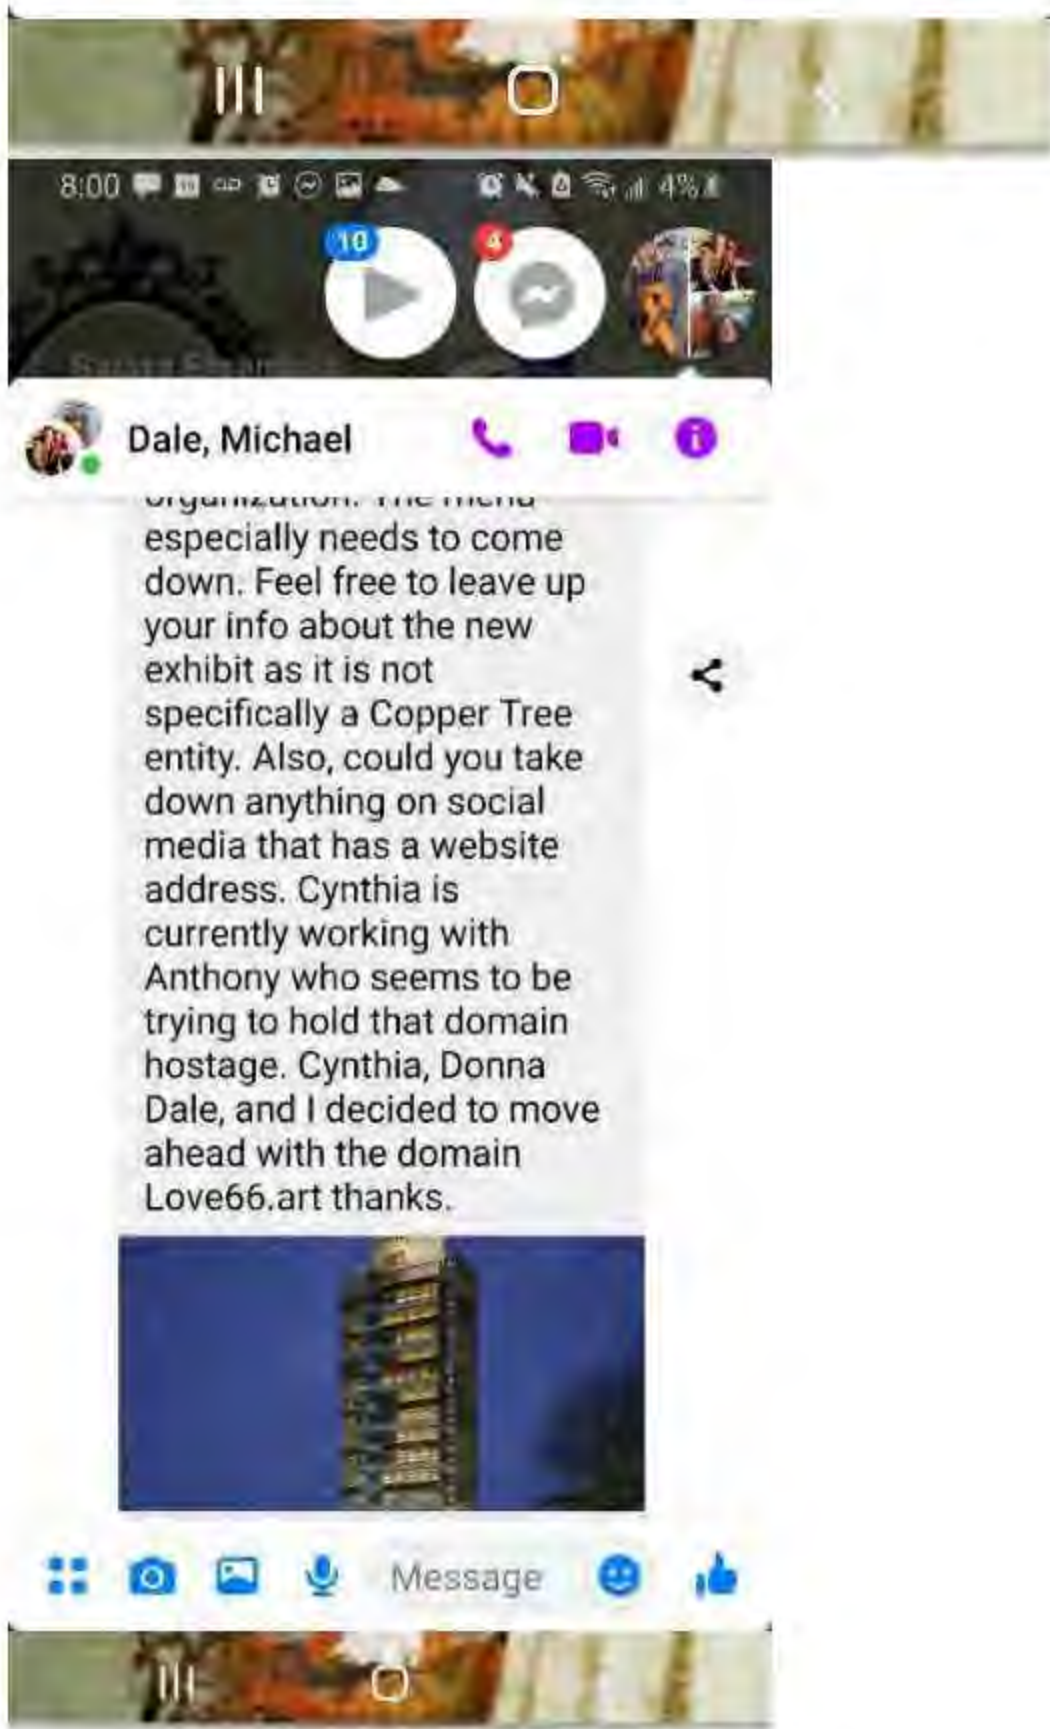 8:00
4%
10
4
Dale, Michael
organization. The menu
especially needs to come
down. Feel free to leave up
your info about the new
exhibit as it is not
specifically a Copper Tree
entity. Also, could you take
down anything on social
media that has a website
address. Cynthia is
currently working with
Anthony who seems to be
trying to hold that domain
hostage. Cynthia, Donna
Dale, and I decided to move
ahead with the domain
Love66.art thanks.
Message